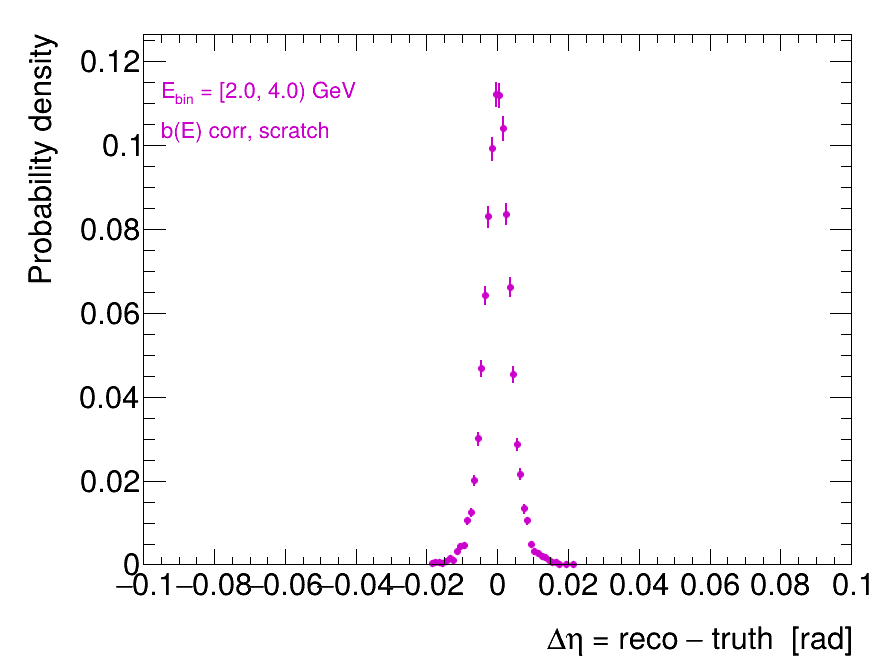 Probability density
0.12
0.1
0.08
0.06
0.04
0.02
0
E_bin = [2.0, 4.0) GeV
b(E) corr, scratch
−0.1 −0.08 −0.06 −0.04 −0.02 0 0.02 0.04 0.06 0.08 0.1
Δη = reco − truth [rad]